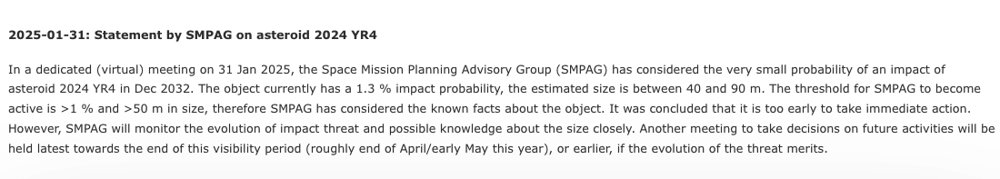 2025-01-31: Statement by SMPAG on asteroid 2024 YR4
In a dedicated (virtual) meeting on 31 Jan 2025, the Space Mission Planning Advisory Group (SMPAG) has considered the very small probability of an impact of
asteroid 2024 YR4 in Dec 2032. The object currently has a 1.3 % impact probability, the estimated size is between 40 and 90 m. The threshold for SMPAG to become
active is >1 % and >50 m in size, therefore SMPAG has considered the known facts about the object. It was concluded that it is too early to take immediate action.
However, SMPAG will monitor the evolution of impact threat and possible knowledge about the size closely. Another meeting to take decisions on future activities will be
held latest towards the end of this visibility period (roughly end of April/early May this year), or earlier, if the evolution of the threat merits.